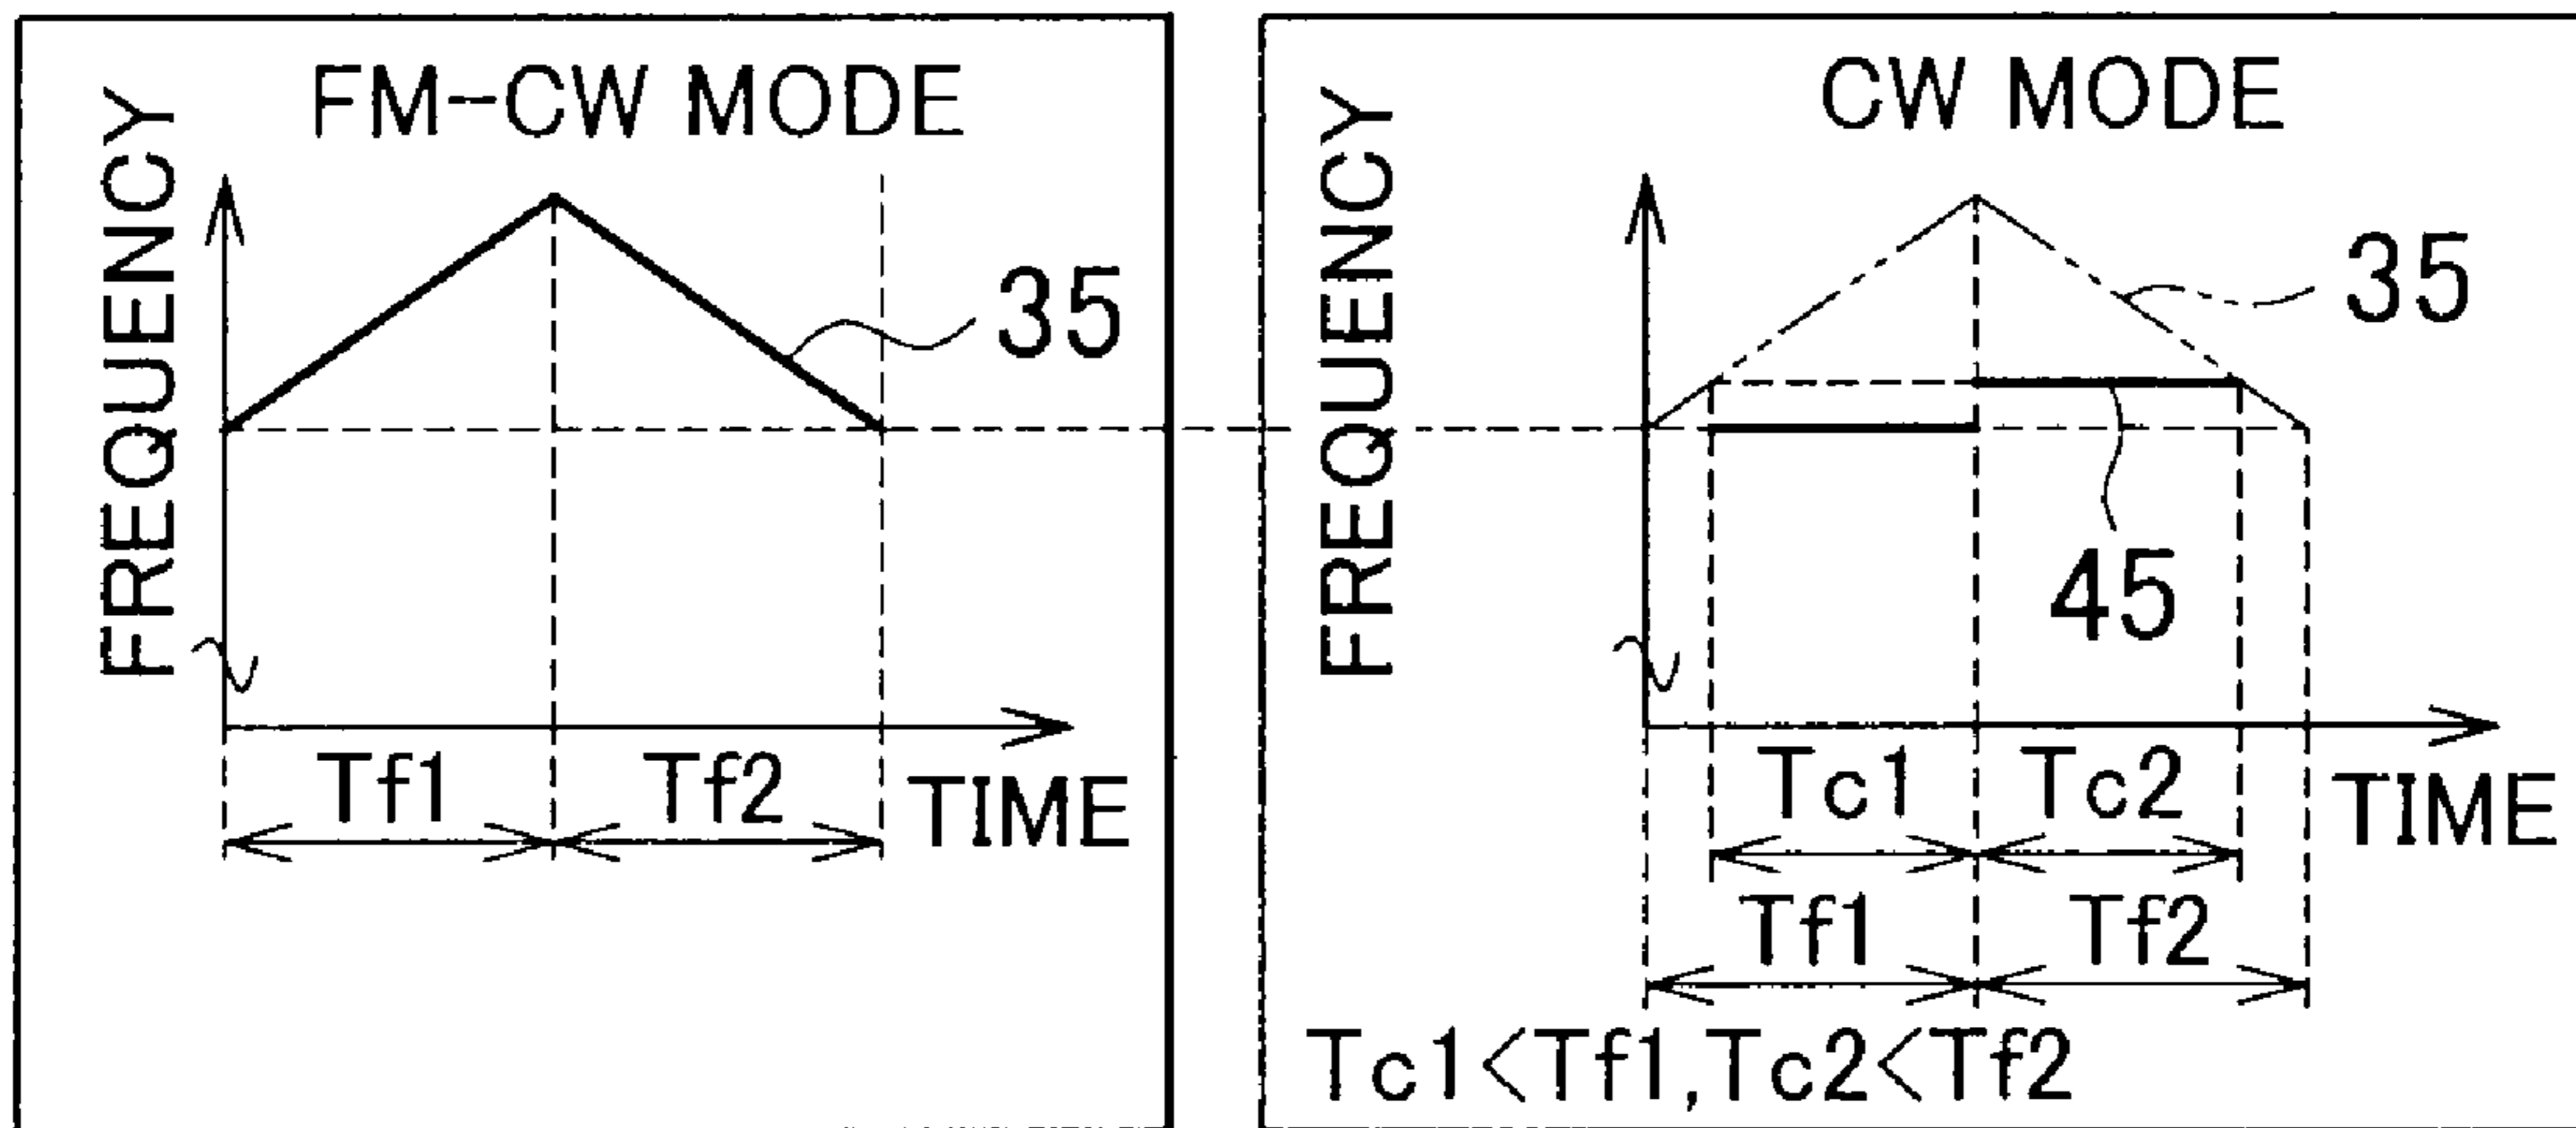 FM-CW MODE
FREQUENCY
35
Tf1
Tf2
TIME
CW MODE
FREQUENCY
35
45
Tc1
Tc2
TIME
Tf1
Tf2
Tc1<Tf1,Tc2<Tf2